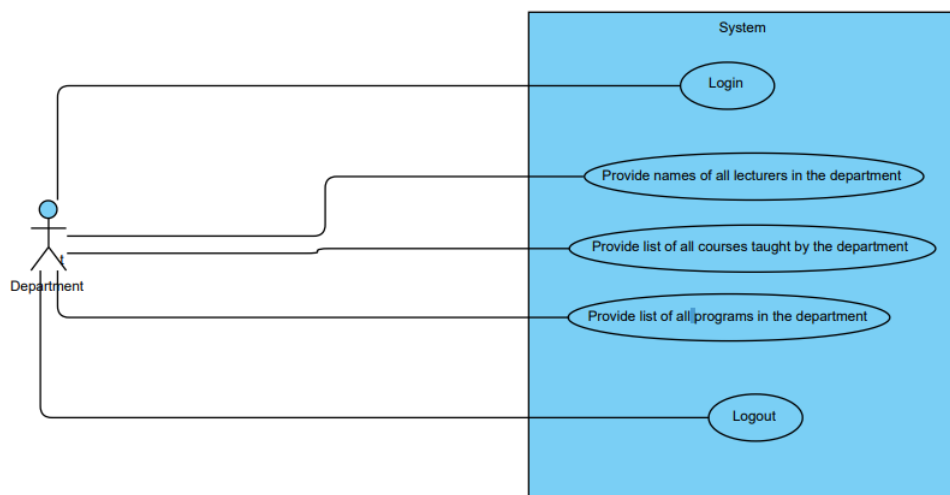 System
Login
Provide names of all lecturers in the department
Provide list of all courses taught by the department
t
Department
Provide list of all programs in the department
Logout